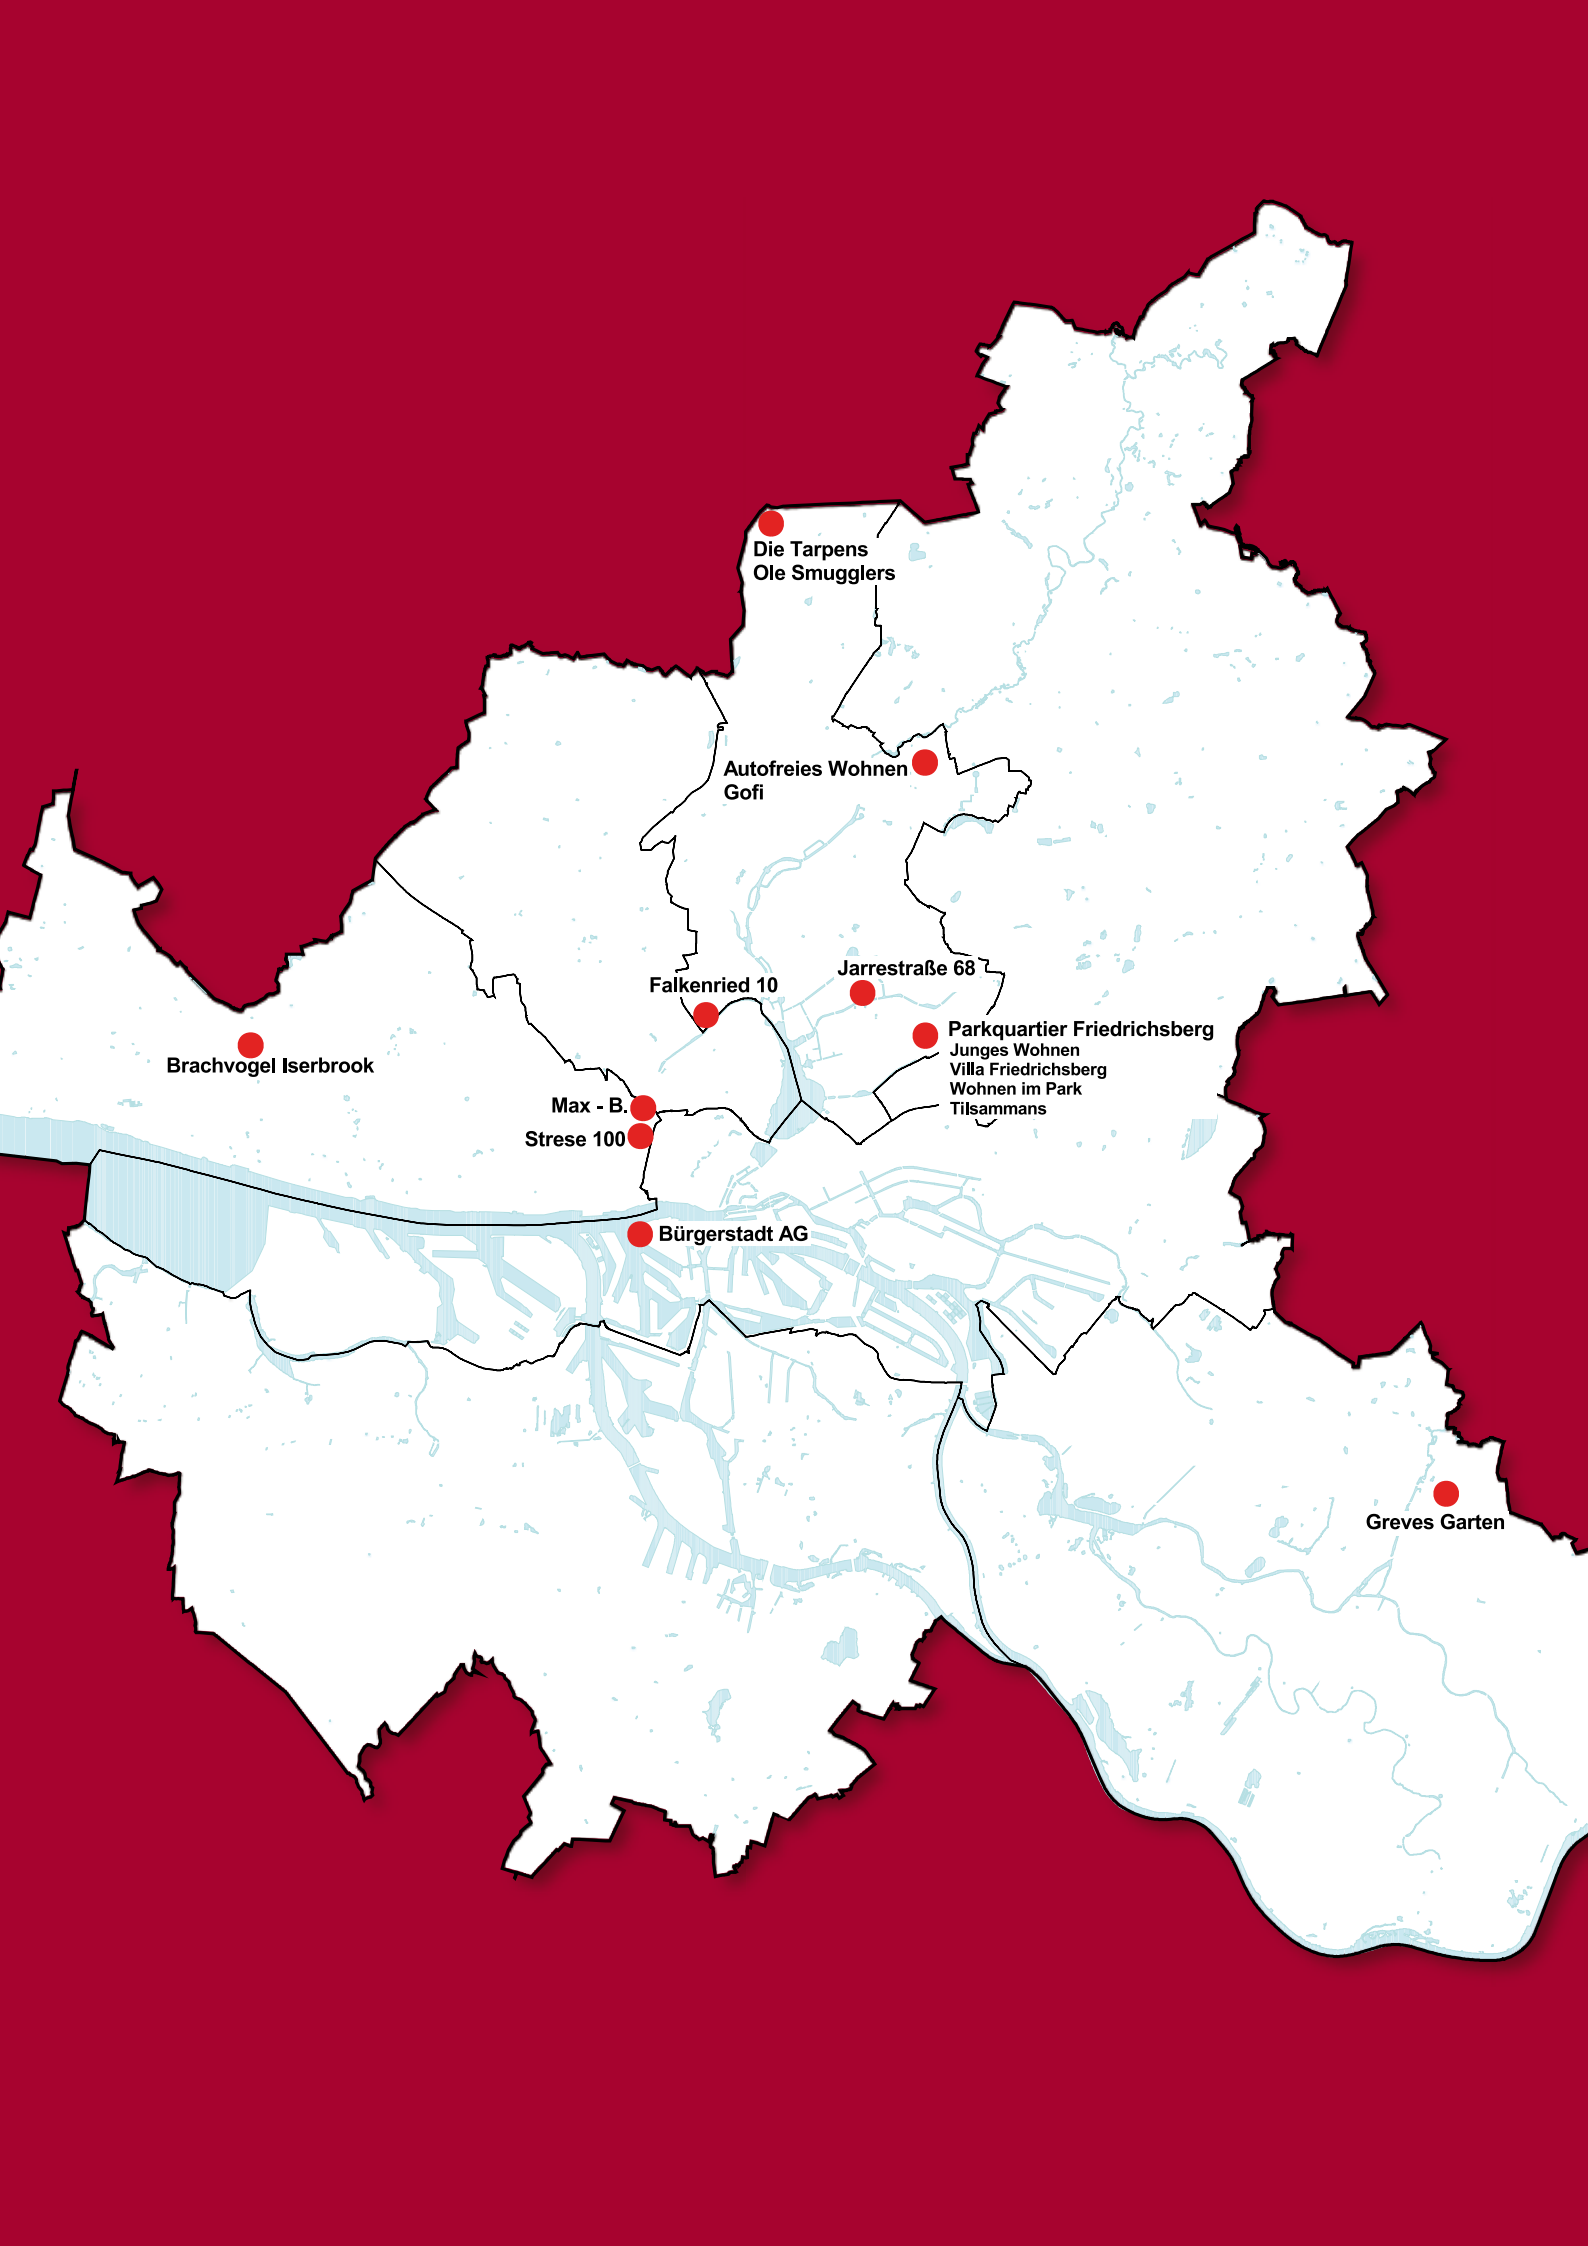 Die Tarpens
Ole Smugglers
Autofreies Wohnen
Gofi
Jarrestraße 68
Falkenried 10
Parkquartier Friedrichsberg
Junges Wohnen
Villa Friedrichsberg
Wohnen im Park
Tilsammans
Brachvogel Iserbrook
Max - B.
Strese 100
Bürgerstadt AG
Greves Garten